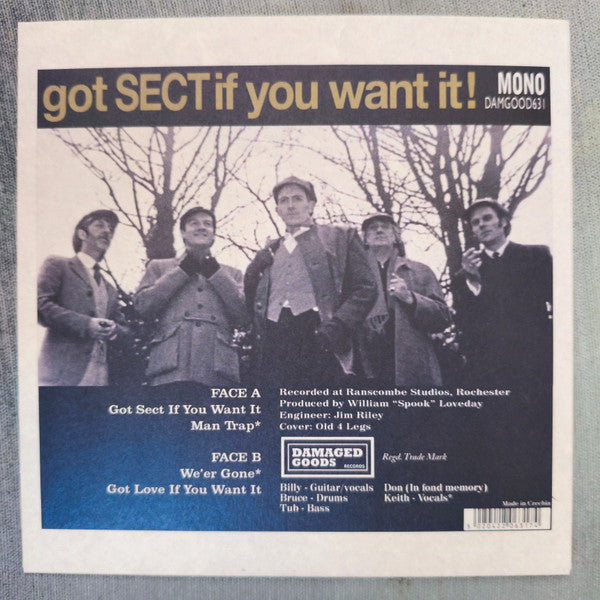 got SECT if you want it!
MONO
DAMGOOD631
FACE A
Got Sect If You Want It
Man Trap*
FACE B
We'er Gone*
Got Love If You Want It
Recorded at Ranscombe Studios, Rochester
Produced by William "Spook" Loveday
Engineer: Jim Riley
Cover: Old 4 Legs
DAMAGED
GOODS
RECORDS
Regd. Trade Mark
Billy - Guitar/vocals
Bruce - Drums
Tub - Bass
Don (In fond memory)
Keith - Vocals*
Made in Czechia
5 020422 063174